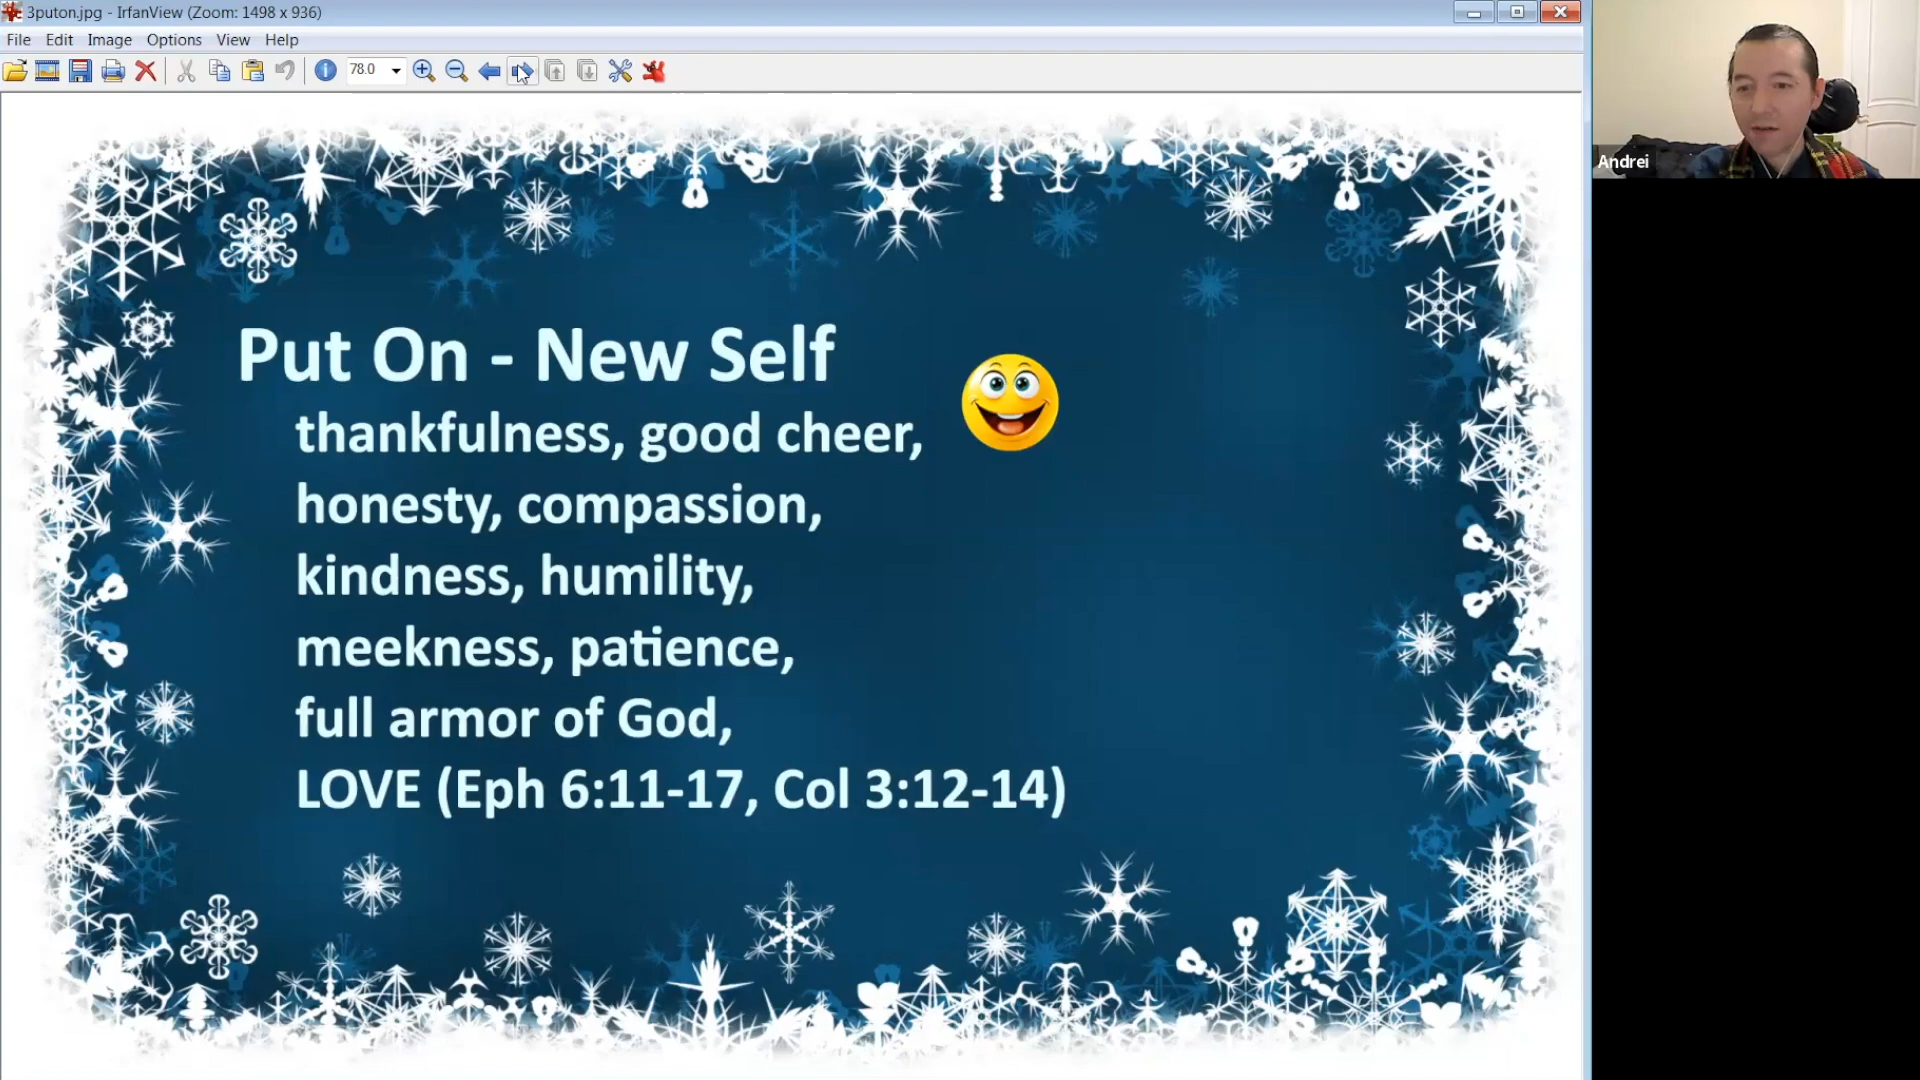 3puton.jpg - IrfanView (Zoom: 1498 x 936)
File Edit Image Options View Help
78.0
Andrei
Put On - New Self
thankfulness, good cheer,
honesty, compassion,
kindness, humility,
meekness, patience,
full armor of God,
LOVE (Eph 6:11-17, Col 3:12-14)